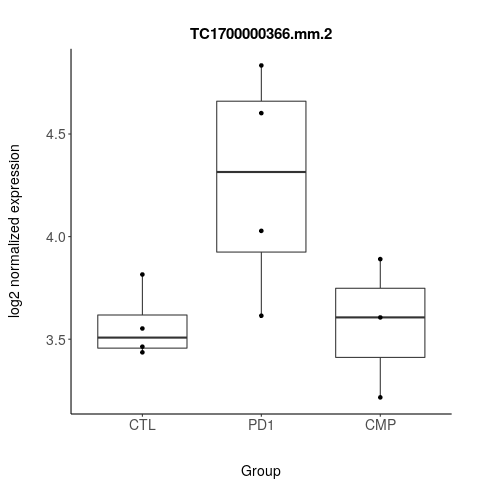 TC1700000366.mm.2
log2 normalized expression
4.5
4.0
3.5
CTL PD1 CMP
Group